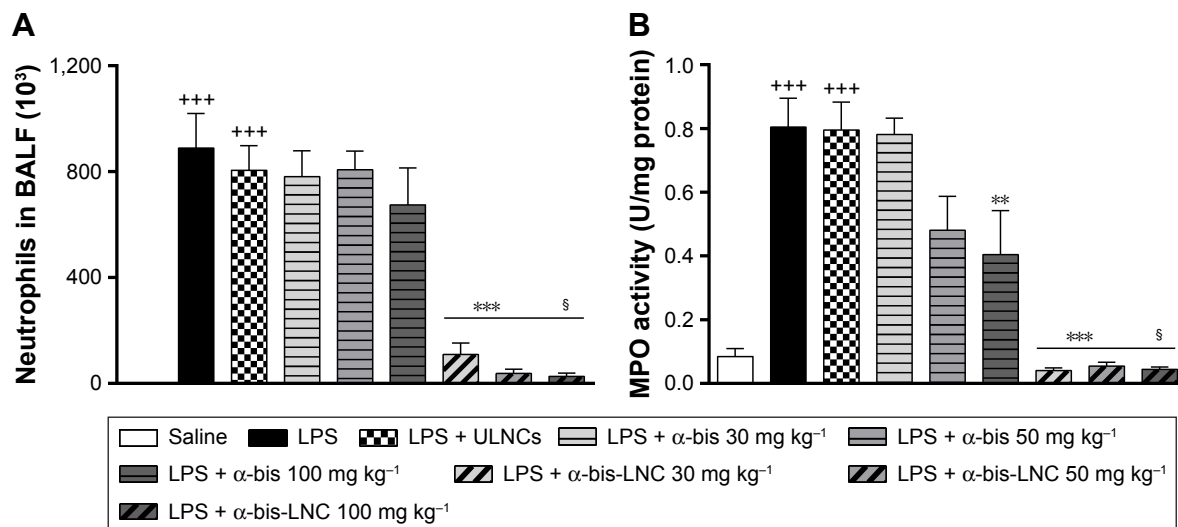 A
Neutrophils in BALF (10³)
1,200
800
400
0
+++
+++
***
§
B
MPO activity (U/mg protein)
1.0
0.8
0.6
0.4
0.2
0.0
+++
+++
**
***
§
Saline LPS LPS + ULNCs LPS + α-bis 30 mg kg⁻¹ LPS + α-bis 50 mg kg⁻¹
LPS + α-bis 100 mg kg⁻¹ LPS + α-bis-LNC 30 mg kg⁻¹ LPS + α-bis-LNC 50 mg kg⁻¹
LPS + α-bis-LNC 100 mg kg⁻¹